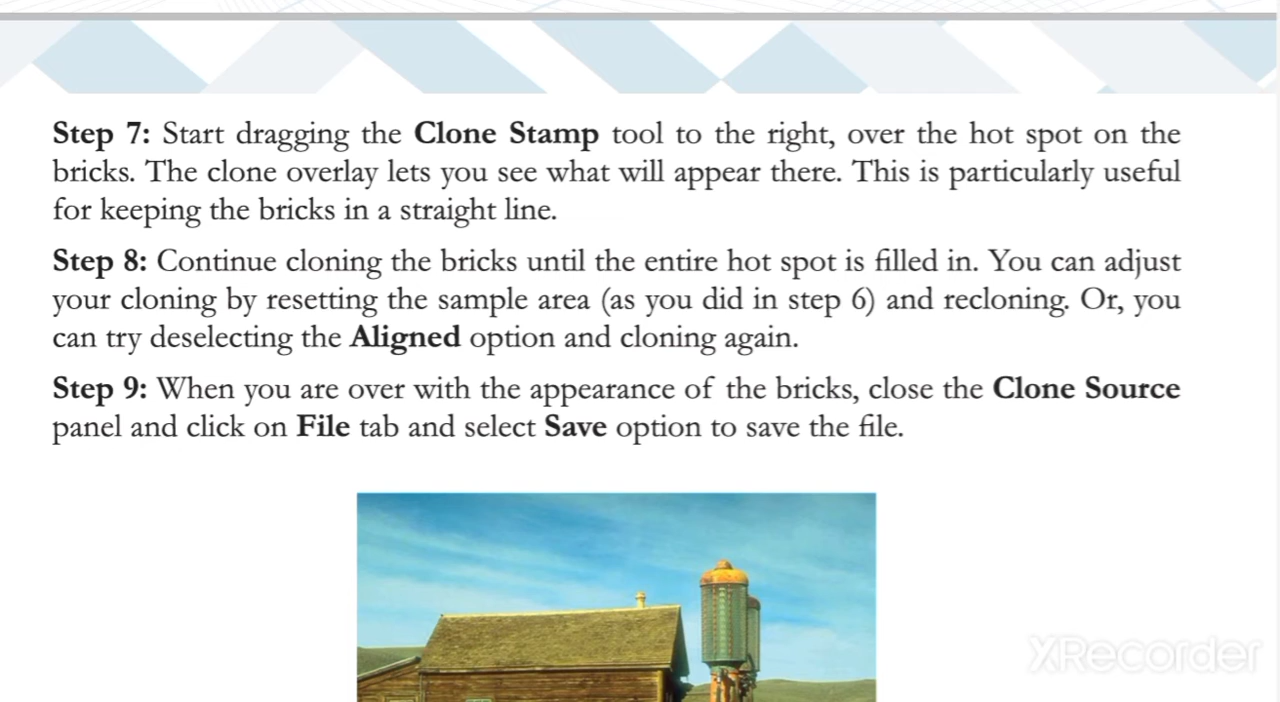 Step 7: Start dragging the Clone Stamp tool to the right, over the hot spot on the
bricks. The clone overlay lets you see what will appear there. This is particularly useful
for keeping the bricks in a straight line.
Step 8: Continue cloning the bricks until the entire hot spot is filled in. You can adjust
your cloning by resetting the sample area (as you did in step 6) and recloning. Or, you
can try deselecting the Aligned option and cloning again.
Step 9: When you are over with the appearance of the bricks, close the Clone Source
panel and click on File tab and select Save option to save the file.
XRecorder